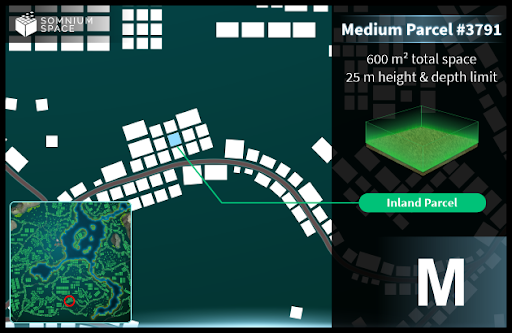 SOMNIUM
SPACE
Medium Parcel #3791
600 m² total space
25 m height & depth limit
Inland Parcel
M